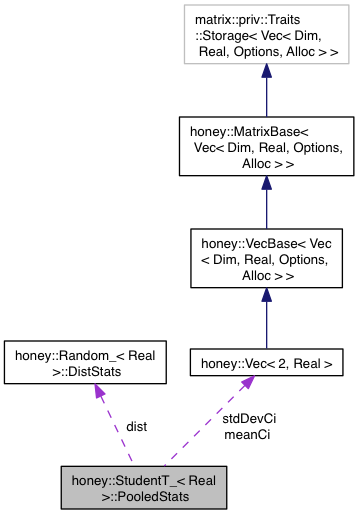 matrix::priv::Traits
::Storage< Vec< Dim,
Real, Options, Alloc > >
honey::MatrixBase<
Vec< Dim, Real, Options,
Alloc > >
honey::VecBase< Vec
< Dim, Real, Options,
Alloc > >
honey::Random_< Real
>::DistStats
honey::Vec< 2, Real >
dist
stdDevCi
meanCi
honey::StudentT_< Real
>::PooledStats